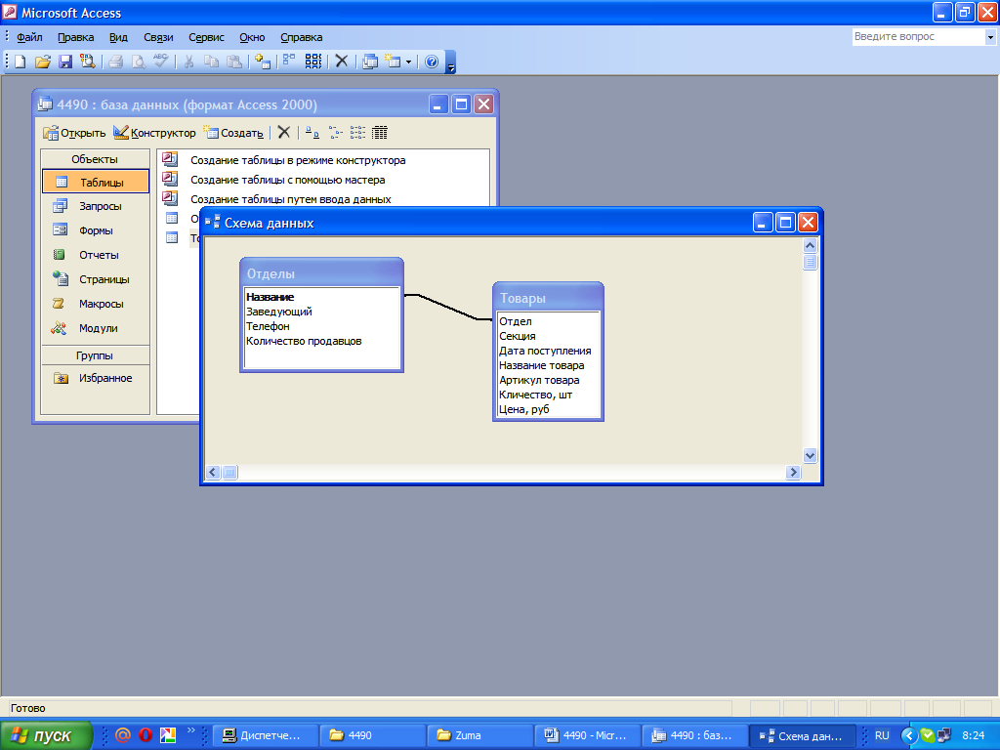 Microsoft Access
Файл Правка Вид Связи Сервис Окно Справка
Введите вопрос
4490 : база данных (формат Access 2000)
Открыть Конструктор Создать
Объекты
Таблицы
Запросы
Формы
Отчеты
Страницы
Макросы
Модули
Группы
Избранное
Создание таблицы в режиме конструктора
Создание таблицы с помощью мастера
Создание таблицы путем ввода данных
Схема данных
Отделы
Название
Заведующий
Телефон
Количество продавцов
Товары
Отдел
Секция
Дата поступления
Название товара
Артикул товара
Кличество, шт
Цена, руб
Готово
пуск
Диспетче...
4490
Zuma
4490 - Micr...
4490 : баз...
Схема дан...
RU
8:24